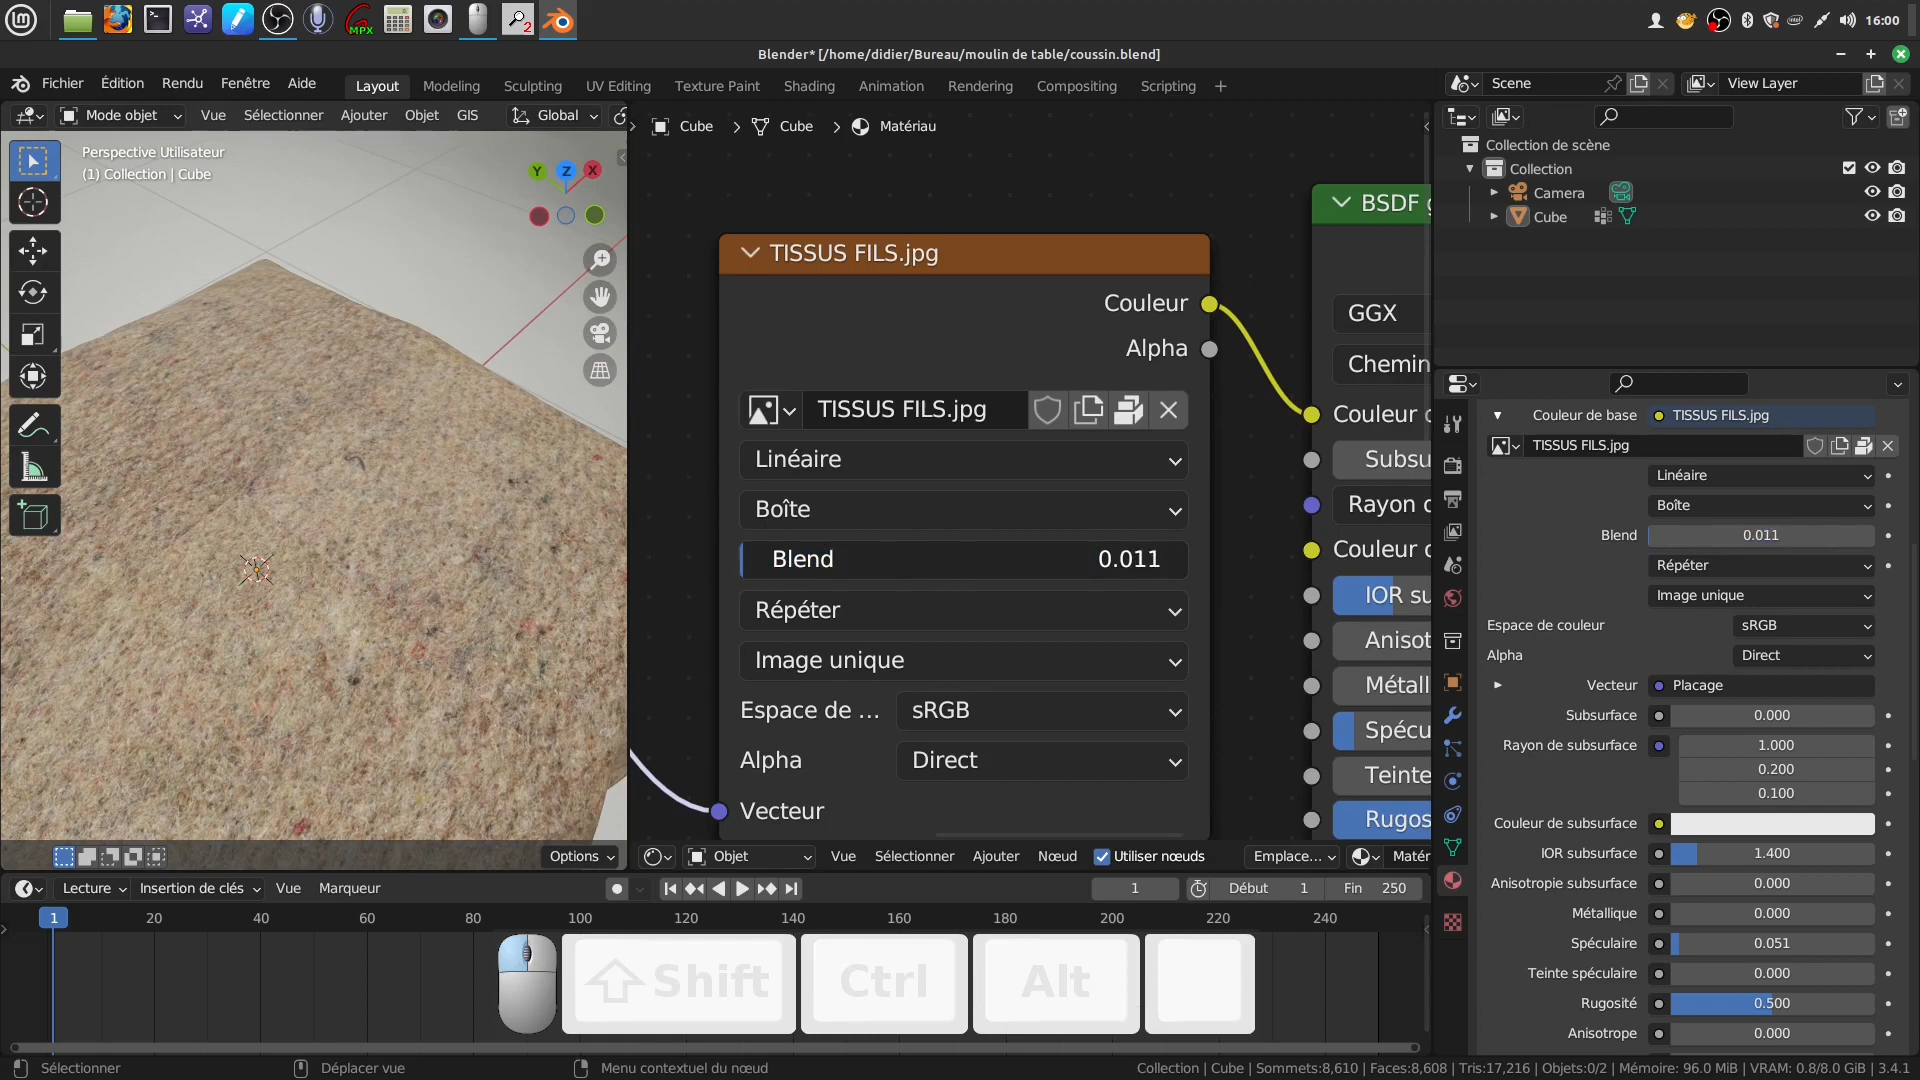 MPX
2
16:00
Blender* [/home/didier/Bureau/moulin de table/coussin.blend]
Fichier Édition Rendu Fenêtre Aide
Layout Modeling Sculpting UV Editing Texture Paint Shading Animation Rendering Compositing Scripting +
Scene
View Layer
Mode objet Vue Sélectionner Ajouter Objet GIS Global
Cube > Cube > Matériau
Perspective Utilisateur
(1) Collection | Cube
Y Z X
Collection de scène
Collection
Camera
Cube
BSDF
TISSUS FILS.jpg
Couleur
Alpha
TISSUS FILS.jpg
Linéaire
Boîte
Blend 0.011
Répéter
Image unique
Espace de ... sRGB
Alpha Direct
Vecteur
GGX
Chemin
Couleur
Subsu
Rayon
Couleur
IOR su
Anisot
Métall
Spécu
Teinte
Rugos
Couleur de base TISSUS FILS.jpg
TISSUS FILS.jpg
Linéaire
Boîte
Blend 0.011
Répéter
Image unique
Espace de couleur sRGB
Alpha Direct
Vecteur Placage
Subsurface 0.000
Rayon de subsurface 1.000
0.200
0.100
Couleur de subsurface
IOR subsurface 1.400
Anisotropie subsurface 0.000
Métallique 0.000
Spéculaire 0.051
Teinte spéculaire 0.000
Rugosité 0.500
Anisotrope 0.000
Options
Objet Vue Sélectionner Ajouter Nœud Utiliser nœuds Emplace... Matér
Lecture Insertion de clés Vue Marqueur
1 Début 1 Fin 250
1 20 40 60 80 100 120 140 160 180 200 220 240
Shift Ctrl Alt
Sélectionner Déplacer vue Menu contextuel du nœud
Collection | Cube | Sommets:8,610 | Faces:8,608 | Tris:17,216 | Objets:0/2 | Mémoire: 96.0 MiB | VRAM: 0.8/8.0 GiB | 3.4.1